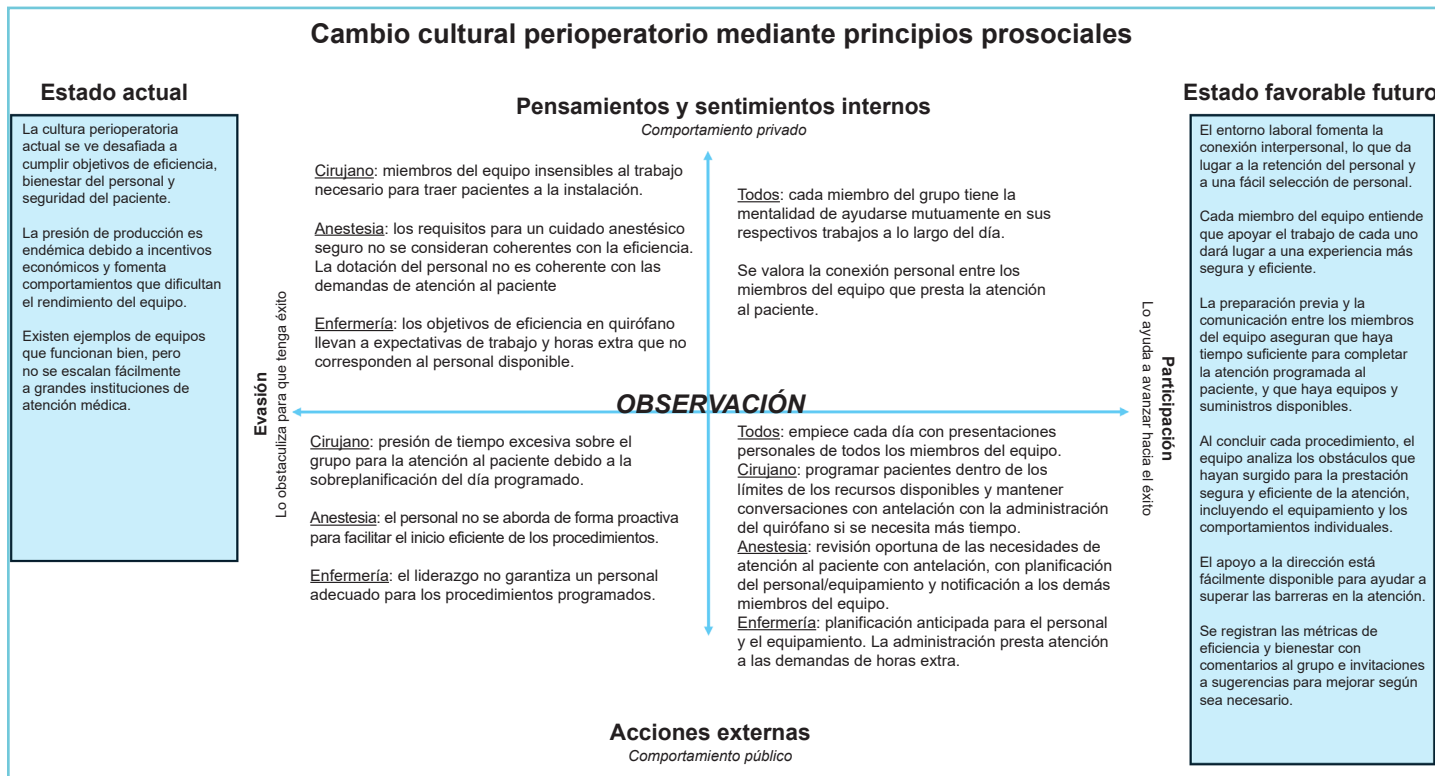 Cambio cultural perioperatorio mediante principios prosociales
Estado actual
La cultura perioperatoria
actual se ve desafiada a
cumplir objetivos de eficiencia,
bienestar del personal y
seguridad del paciente.
La presión de producción es
endémica debido a incentivos
económicos y fomenta
comportamientos que dificultan
el rendimiento del equipo.
Existen ejemplos de equipos
que funcionan bien, pero
no se escalan fácilmente
a grandes instituciones de
atención médica.
Evasión
Lo obstaculiza para que tenga éxito
Pensamientos y sentimientos internos
Comportamiento privado
Cirujano: miembros del equipo insensibles al trabajo
necesario para traer pacientes a la instalación.
Anestesia: los requisitos para un cuidado anestésico
seguro no se consideran coherentes con la eficiencia.
La dotación del personal no es coherente con las
demandas de atención al paciente
Enfermería: los objetivos de eficiencia en quirófano
llevan a expectativas de trabajo y horas extra que no
corresponden al personal disponible.
Todos: cada miembro del grupo tiene la
mentalidad de ayudarse mutuamente en sus
respectivos trabajos a lo largo del día.
Se valora la conexión personal entre los
miembros del equipo que presta la atención
al paciente.
OBSERVACIÓN
Cirujano: presión de tiempo excesiva sobre el
grupo para la atención al paciente debido a la
sobreplanificación del día programado.
Anestesia: el personal no se aborda de forma proactiva
para facilitar el inicio eficiente de los procedimientos.
Enfermería: el liderazgo no garantiza un personal
adecuado para los procedimientos programados.
Todos: empiece cada día con presentaciones
personales de todos los miembros del equipo.
Cirujano: programar pacientes dentro de los
límites de los recursos disponibles y mantener
conversaciones con antelación con la administración
del quirófano si se necesita más tiempo.
Anestesia: revisión oportuna de las necesidades de
atención al paciente con antelación, con planificación
del personal/equipamiento y notificación a los demás
miembros del equipo.
Enfermería: planificación anticipada para el personal
y el equipamiento. La administración presta atención
a las demandas de horas extra.
Acciones externas
Comportamiento público
Participación
Lo ayuda a avanzar hacia el éxito
Estado favorable futuro
El entorno laboral fomenta la
conexión interpersonal, lo que da
lugar a la retención del personal y
a una fácil selección de personal.
Cada miembro del equipo entiende
que apoyar el trabajo de cada uno
dará lugar a una experiencia más
segura y eficiente.
La preparación previa y la
comunicación entre los miembros
del equipo aseguran que haya
tiempo suficiente para completar
la atención programada al
paciente, y que haya equipos y
suministros disponibles.
Al concluir cada procedimiento, el
equipo analiza los obstáculos que
hayan surgido para la prestación
segura y eficiente de la atención,
incluyendo el equipamiento y los
comportamientos individuales.
El apoyo a la dirección está
fácilmente disponible para ayudar a
superar las barreras en la atención.
Se registran las métricas de
eficiencia y bienestar con
comentarios al grupo e invitaciones
a sugerencias para mejorar según
sea necesario.